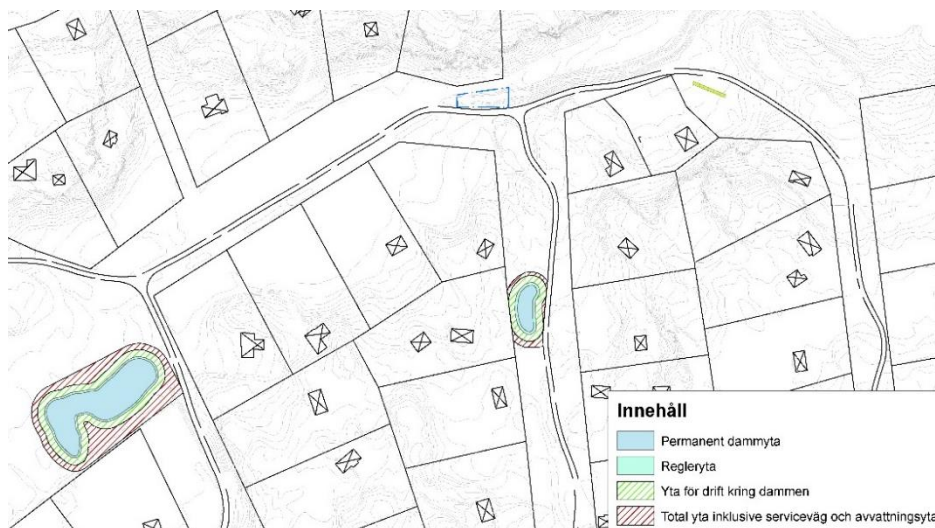 Innehåll
Permanent dammyta
Regleryta
Yta för drift kring dammen
Total yta inklusive serviceväg och avvattningsyta